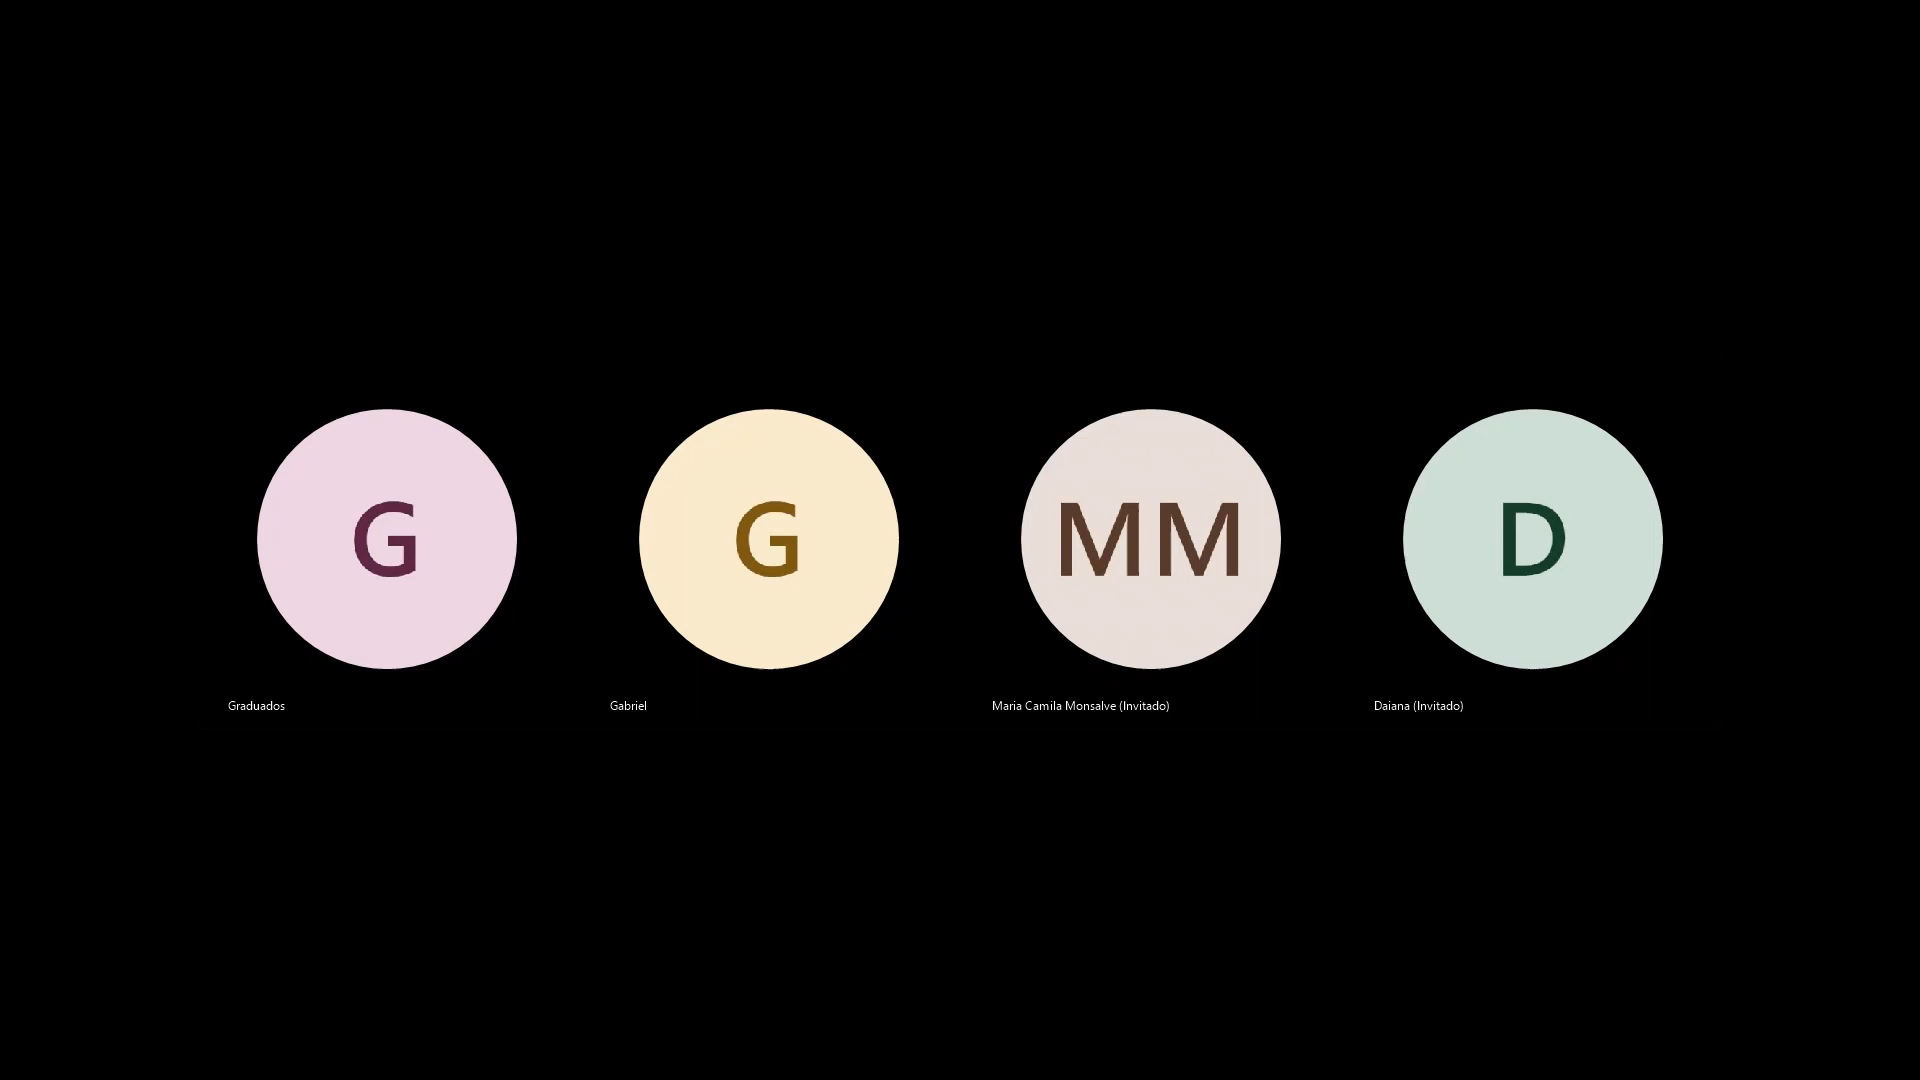 G
G
MM
D
Graduados
Gabriel
Maria Camila Monsalve (Invitado)
Daiana (Invitado)